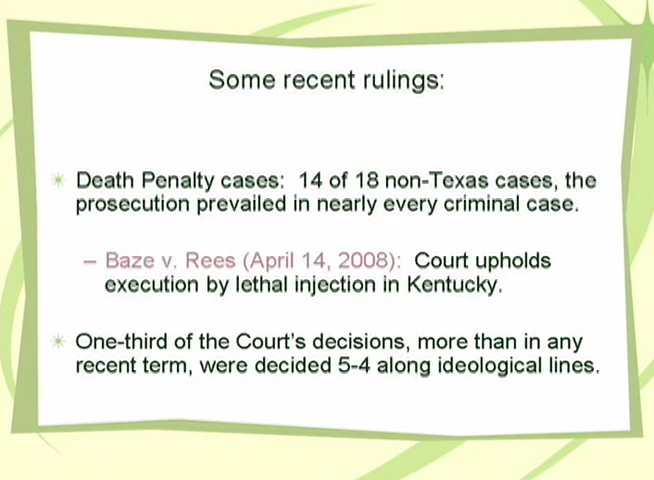 Some recent rulings:
Death Penalty cases: 14 of 18 non-Texas cases, the
prosecution prevailed in nearly every criminal case.
– Baze v. Rees (April 14, 2008): Court upholds
execution by lethal injection in Kentucky.
One-third of the Court's decisions, more than in any
recent term, were decided 5-4 along ideological lines.